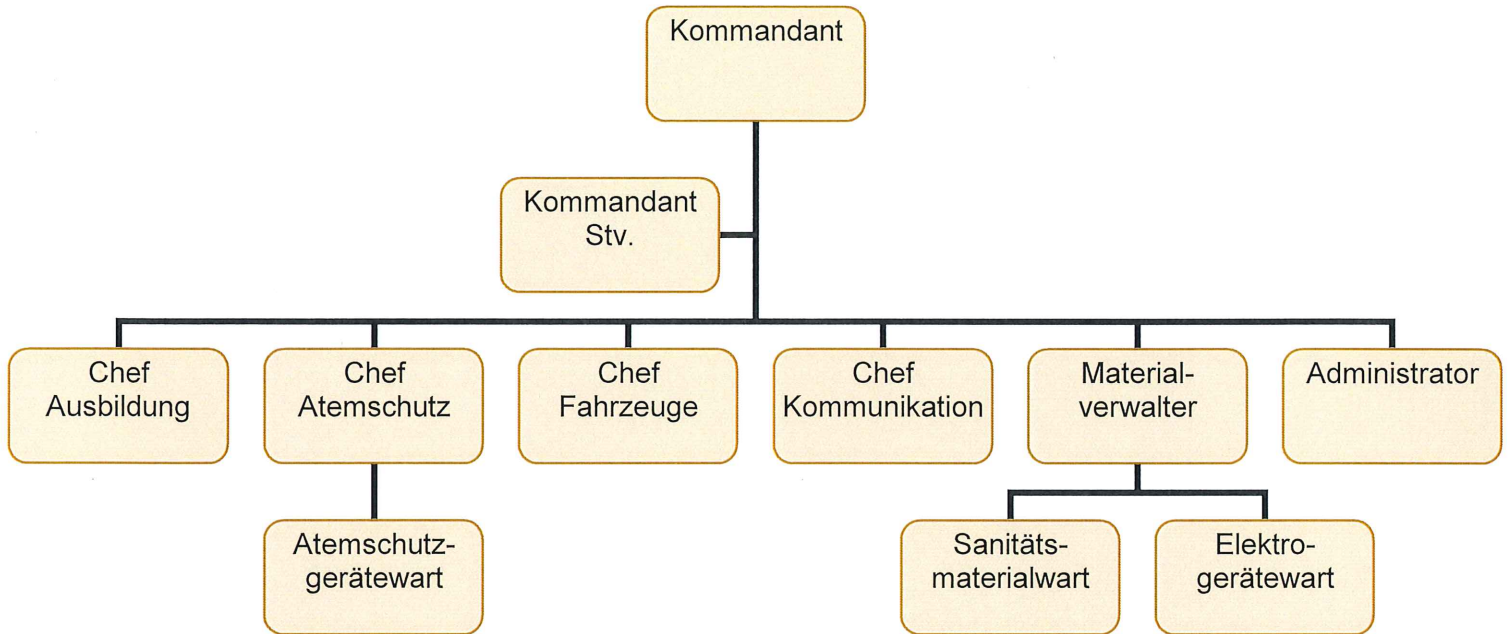 Kommandant
Kommandant
Stv.
Chef
Ausbildung
Chef
Atemschutz
Chef
Fahrzeuge
Chef
Kommunikation
Material-
verwalter
Administrator
Atemschutz-
gerätewart
Sanitäts-
materialwart
Elektro-
gerätewart